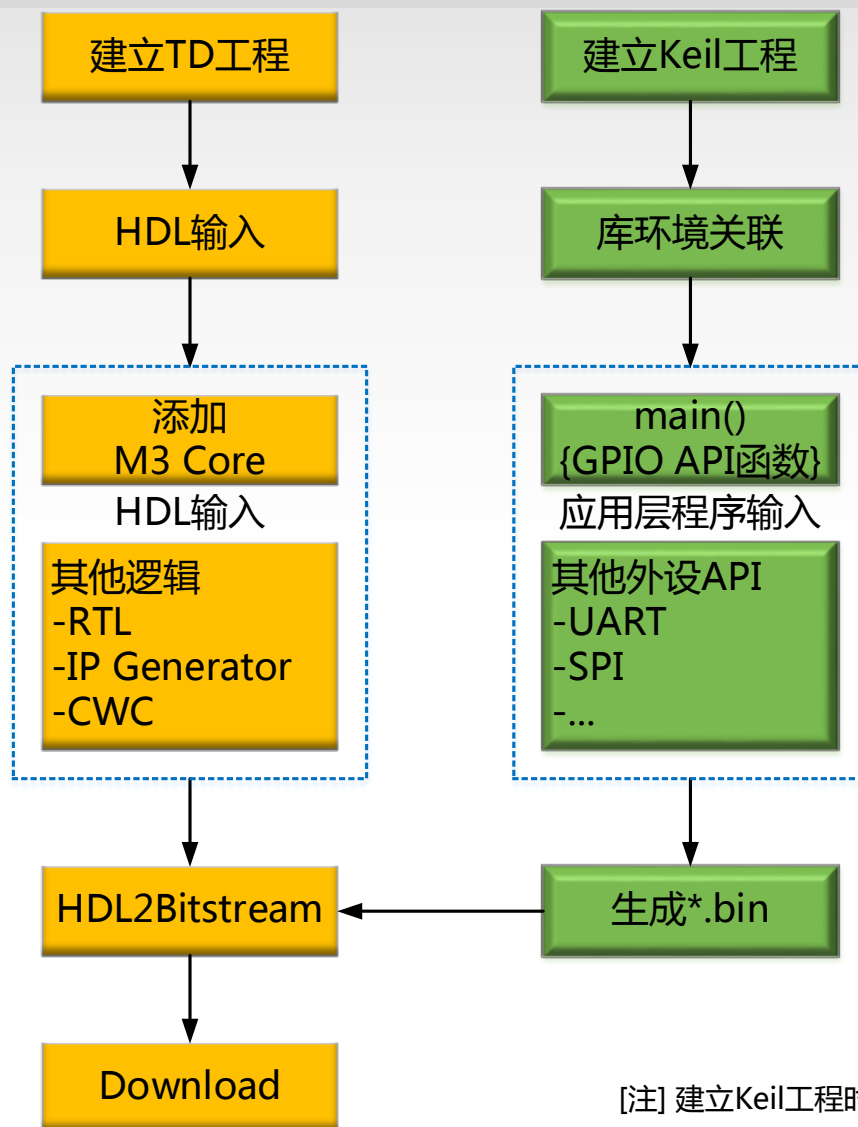 建立TD工程
HDL输入
添加
M3 Core
HDL输入
其他逻辑
-RTL
-IP Generator
-CWC
HDL2Bitstream
Download
建立Keil工程
库环境关联
main()
{GPIO API函数}
应用层程序输入
其他外设API
-UART
-SPI
-...
生成*.bin
[注] 建立Keil工程